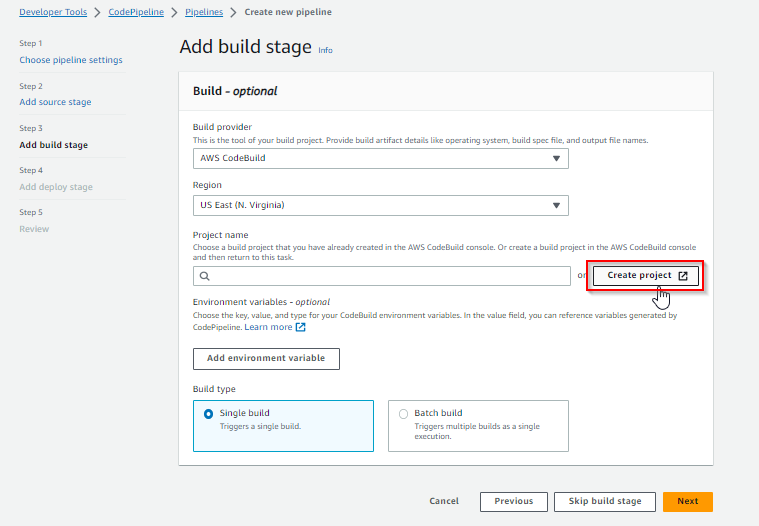 Developer Tools > CodePipeline > Pipelines > Create new pipeline
Step 1
Choose pipeline settings
Step 2
Add source stage
Step 3
Add build stage
Step 4
Add deploy stage
Step 5
Review
Add build stage Info
Build - optional
Build provider
This is the tool of your build project. Provide build artifact details like operating system, build spec file, and output file names.
AWS CodeBuild
Region
US East (N. Virginia)
Project name
Choose a build project that you have already created in the AWS CodeBuild console. Or create a build project in the AWS CodeBuild console
and then return to this task.
or Create project
Environment variables - optional
Choose the key, value, and type for your CodeBuild environment variables. In the value field, you can reference variables generated by
CodePipeline. Learn more
Add environment variable
Build type
Single build
Triggers a single build.
Batch build
Triggers multiple builds as a single
execution.
Cancel Previous Skip build stage Next